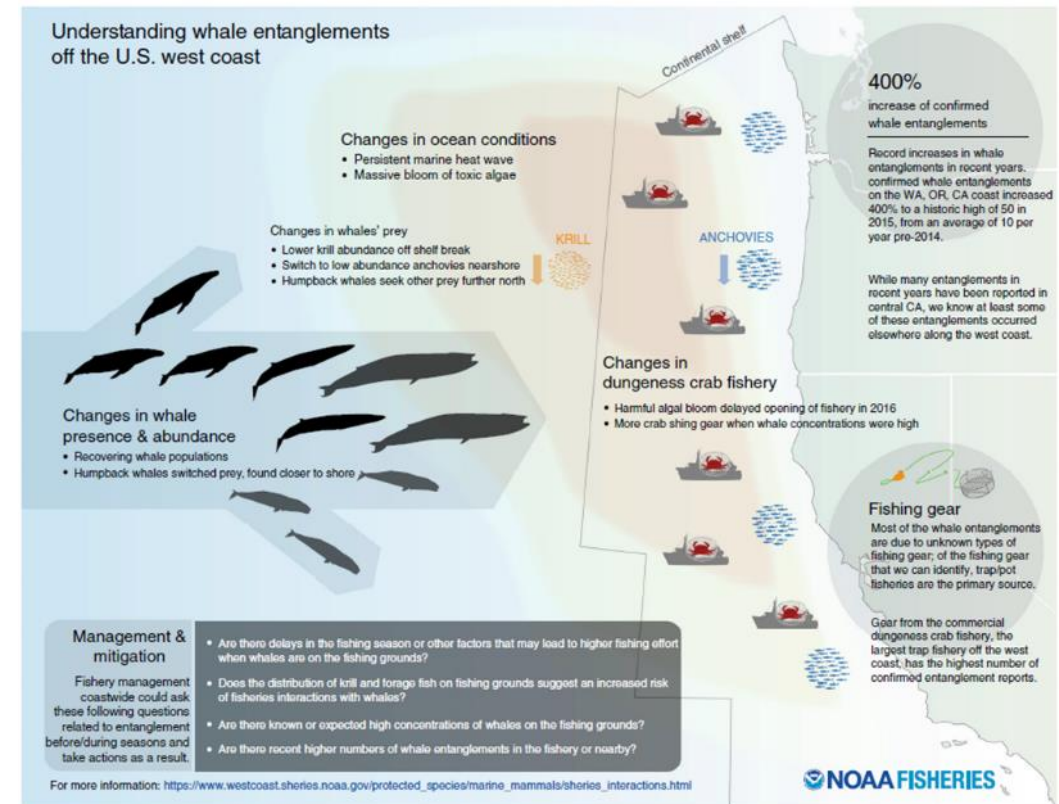 Understanding whale entanglements
off the U.S. west coast
Continental shelf
400%
increase of confirmed
whale entanglements
Record increases in whale
entanglements in recent years.
confirmed whale entanglements
on the WA, OR, CA coast increased
400% to a historic high of 50 in
2015, from an average of 10 per
year pre-2014.
While many entanglements in
recent years have been reported in
central CA, we know at least some
of these entanglements occurred
elsewhere along the west coast.
Changes in ocean conditions
• Persistent marine heat wave
• Massive bloom of toxic algae
Changes in whales' prey
• Lower krill abundance off shelf break
• Switch to low abundance anchovies nearshore
• Humpback whales seek other prey further north
KRILL
ANCHOVIES
Changes in
dungeness crab fishery
• Harmful algal bloom delayed opening of fishery in 2016
• More crab shing gear when whale concentrations were high
Changes in whale
presence & abundance
• Recovering whale populations
• Humpback whales switched prey, found closer to shore
Fishing gear
Most of the whale entanglements
are due to unknown types of
fishing gear; of the fishing gear
that we can identify, trap/pot
fisheries are the primary source.
Gear from the commercial
dungeness crab fishery, the
largest trap fishery off the west
coast, has the highest number of
confirmed entanglement reports.
Management &
mitigation
Fishery management
coastwide could ask
these following questions
related to entanglement
before/during seasons and
take actions as a result.
• Are there delays in the fishing season or other factors that may lead to higher fishing effort
when whales are on the fishing grounds?
• Does the distribution of krill and forage fish on fishing grounds suggest an increased risk
of fisheries interactions with whales?
• Are there known or expected high concentrations of whales on the fishing grounds?
• Are there recent higher numbers of whale entanglements in the fishery or nearby?
For more information: https://www.westcoast.sheries.noaa.gov/protected_species/marine_mammals/sheries_interactions.html
NOAA FISHERIES